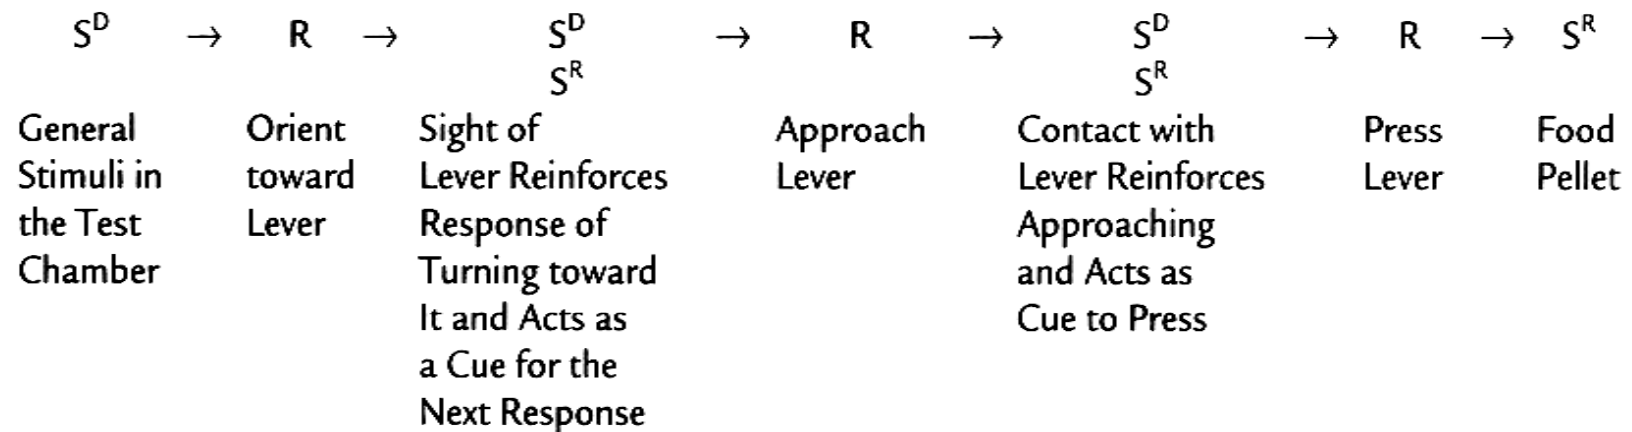 S^D → R → S^D → R → S^D → R → S^R
S^R S^R
General Orient Sight of Approach Contact with Press Food
Stimuli in toward Lever Reinforces Lever Lever Reinforces Lever Pellet
the Test Lever Response of Approaching
Chamber Turning toward and Acts as
It and Acts as Cue to Press
a Cue for the
Next Response